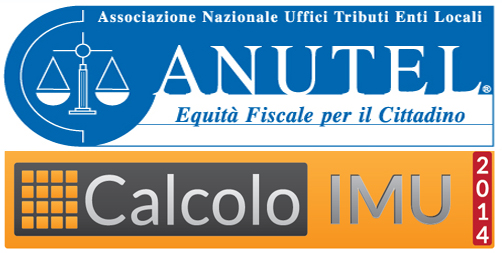 Associazione Nazionale Uffici Tributi Enti Locali
ANUTEL®
Equità Fiscale per il Cittadino
Calcolo IMU 2014